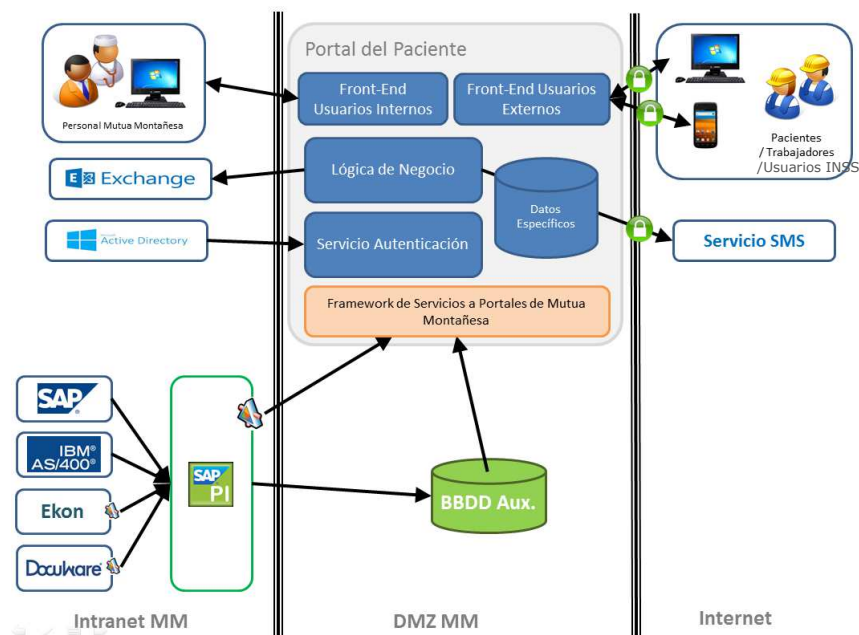 Portal del Paciente
Personal Mutua Montañesa
Front-End
Usuarios Internos
Front-End Usuarios
Externos
Pacientes
/ Trabajadores
/Usuarios INSS
Exchange
Lógica de Negocio
Datos
Específicos
Active Directory
Servicio Autenticación
Servicio SMS
Framework de Servicios a Portales de Mutua
Montañesa
SAP
IBM®
AS/400®
Ekon
DocuWare
SAP
PI
BBDD Aux.
Intranet MM
DMZ MM
Internet